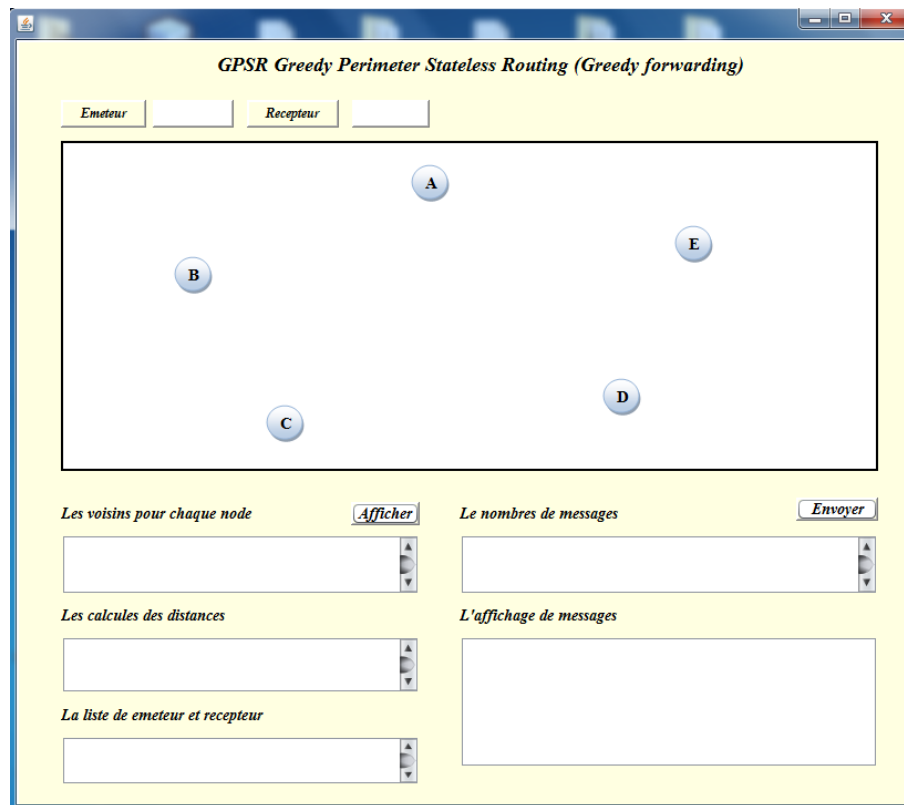 GPSR Greedy Perimeter Stateless Routing (Greedy forwarding)
Emeteur
Recepteur
A
E
B
D
C
Les voisins pour chaque node
Afficher
Le nombres de messages
Envoyer
Les calcules des distances
L'affichage de messages
La liste de emeteur et recepteur